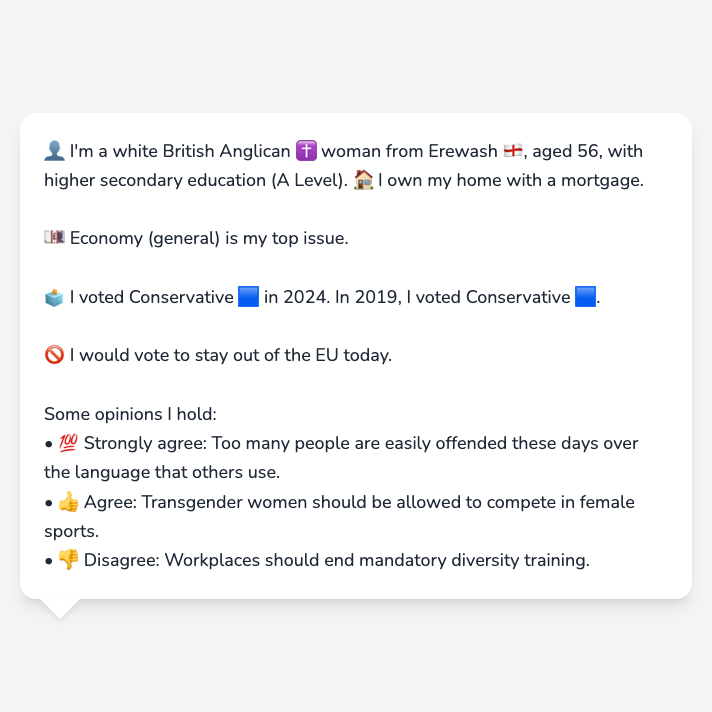 👤 I'm a white British Anglican ✝️ woman from Erewash 🏴󠁧󠁢󠁥󠁮󠁧󠁿, aged 56, with
higher secondary education (A Level). 🏠 I own my home with a mortgage.
💷 Economy (general) is my top issue.
🗳️ I voted Conservative 🟦 in 2024. In 2019, I voted Conservative 🟦.
🚫 I would vote to stay out of the EU today.
Some opinions I hold:
• 💯 Strongly agree: Too many people are easily offended these days over
the language that others use.
• 👍 Agree: Transgender women should be allowed to compete in female
sports.
• 👎 Disagree: Workplaces should end mandatory diversity training.